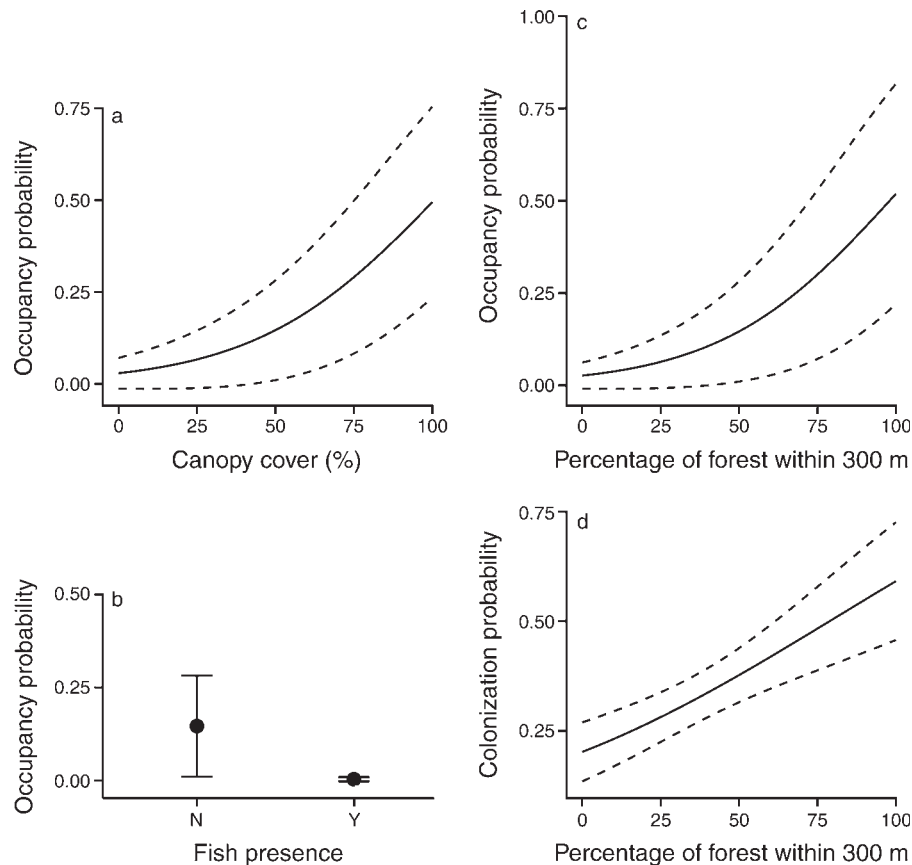 a
Occupancy probability
0.75
0.50
0.25
0.00
0 25 50 75 100
Canopy cover (%)
c
Occupancy probability
1.00
0.75
0.50
0.25
0.00
0 25 50 75 100
Percentage of forest within 300 m
b
Occupancy probability
0.50
0.25
0.00
N Y
Fish presence
d
Colonization probability
0.75
0.50
0.25
0 25 50 75 100
Percentage of forest within 300 m